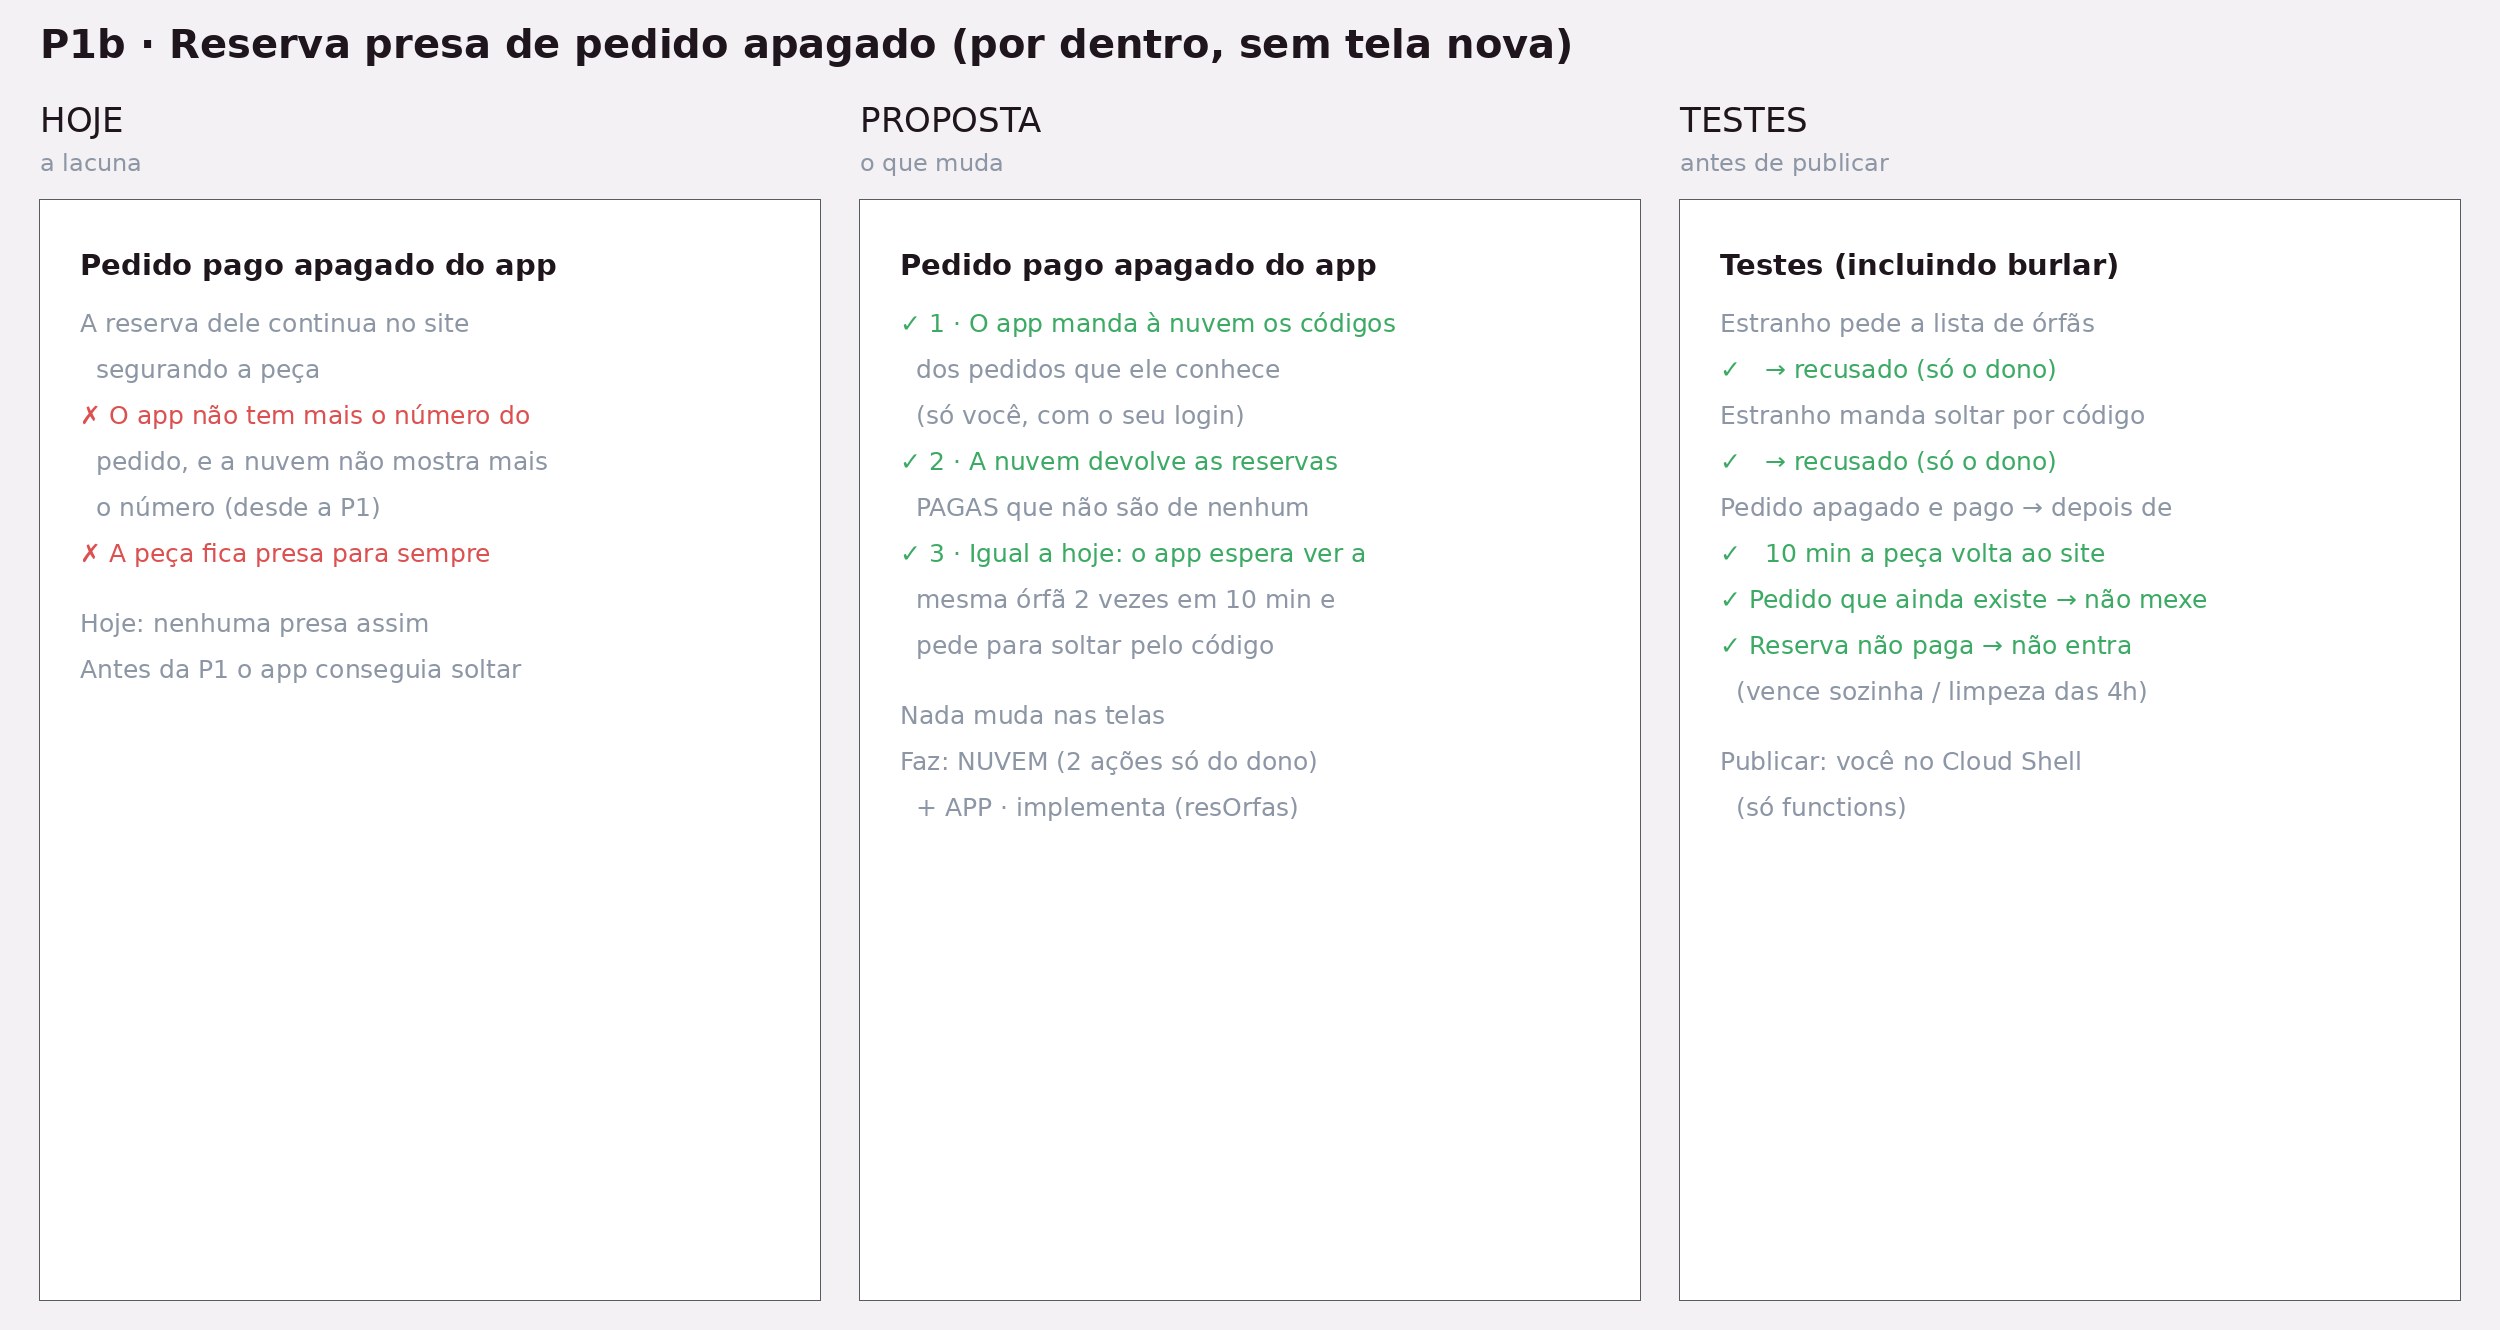 P1b · Reserva presa de pedido apagado (por dentro, sem tela nova)
HOJE
a lacuna
Pedido pago apagado do app
A reserva dele continua no site
segurando a peça
✗ O app não tem mais o número do
pedido, e a nuvem não mostra mais
o número (desde a P1)
✗ A peça fica presa para sempre
Hoje: nenhuma presa assim
Antes da P1 o app conseguia soltar
PROPOSTA
o que muda
Pedido pago apagado do app
✓ 1 · O app manda à nuvem os códigos
dos pedidos que ele conhece
(só você, com o seu login)
✓ 2 · A nuvem devolve as reservas
PAGAS que não são de nenhum
✓ 3 · Igual a hoje: o app espera ver a
mesma órfã 2 vezes em 10 min e
pede para soltar pelo código
Nada muda nas telas
Faz: NUVEM (2 ações só do dono)
+ APP · implementa (resOrfas)
TESTES
antes de publicar
Testes (incluindo burlar)
Estranho pede a lista de órfãs
✓ → recusado (só o dono)
Estranho manda soltar por código
✓ → recusado (só o dono)
Pedido apagado e pago → depois de
✓ 10 min a peça volta ao site
✓ Pedido que ainda existe → não mexe
✓ Reserva não paga → não entra
(vence sozinha / limpeza das 4h)
Publicar: você no Cloud Shell
(só functions)